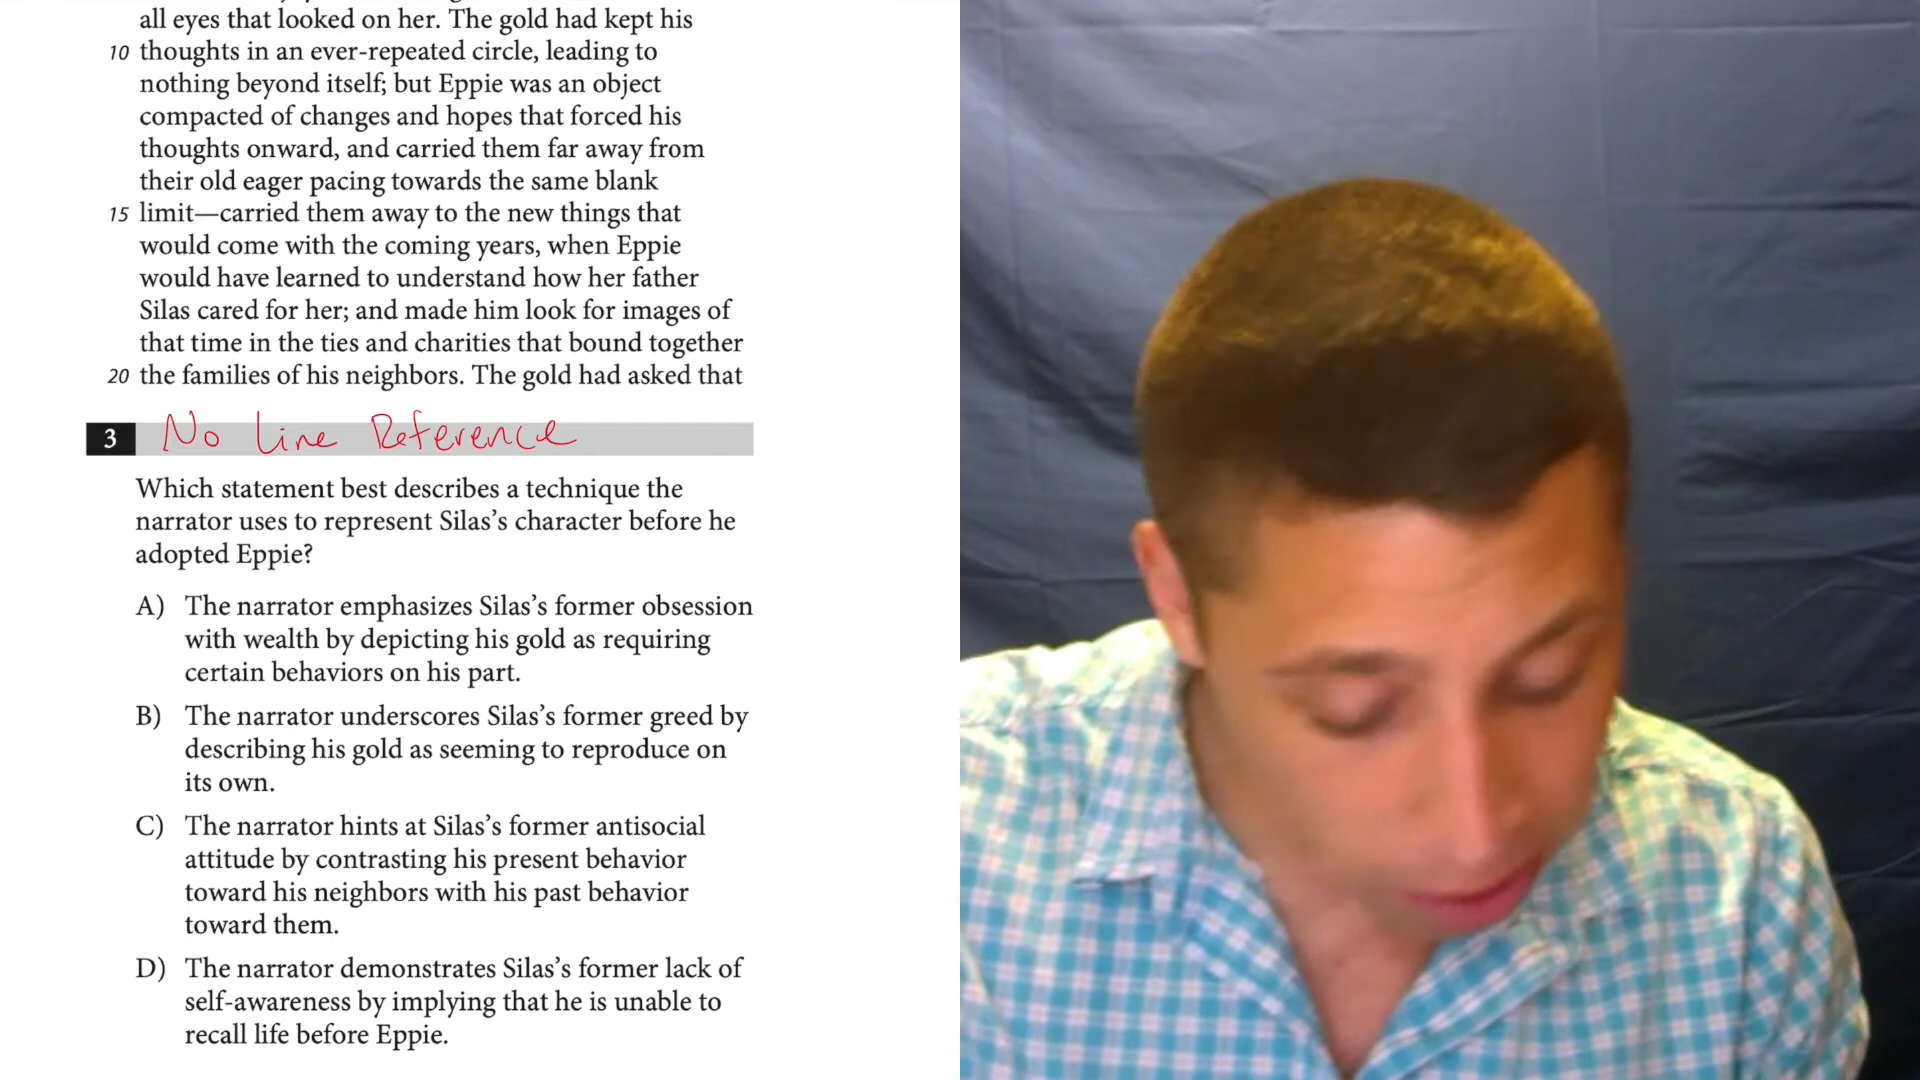 all eyes that looked on her. The gold had kept his
10 thoughts in an ever-repeated circle, leading to
nothing beyond itself; but Eppie was an object
compacted of changes and hopes that forced his
thoughts onward, and carried them far away from
their old eager pacing towards the same blank
15 limit—carried them away to the new things that
would come with the coming years, when Eppie
would have learned to understand how her father
Silas cared for her; and made him look for images of
that time in the ties and charities that bound together
20 the families of his neighbors. The gold had asked that
3 No Line Reference
Which statement best describes a technique the
narrator uses to represent Silas’s character before he
adopted Eppie?
A) The narrator emphasizes Silas’s former obsession
with wealth by depicting his gold as requiring
certain behaviors on his part.
B) The narrator underscores Silas’s former greed by
describing his gold as seeming to reproduce on
its own.
C) The narrator hints at Silas’s former antisocial
attitude by contrasting his present behavior
toward his neighbors with his past behavior
toward them.
D) The narrator demonstrates Silas’s former lack of
self-awareness by implying that he is unable to
recall life before Eppie.